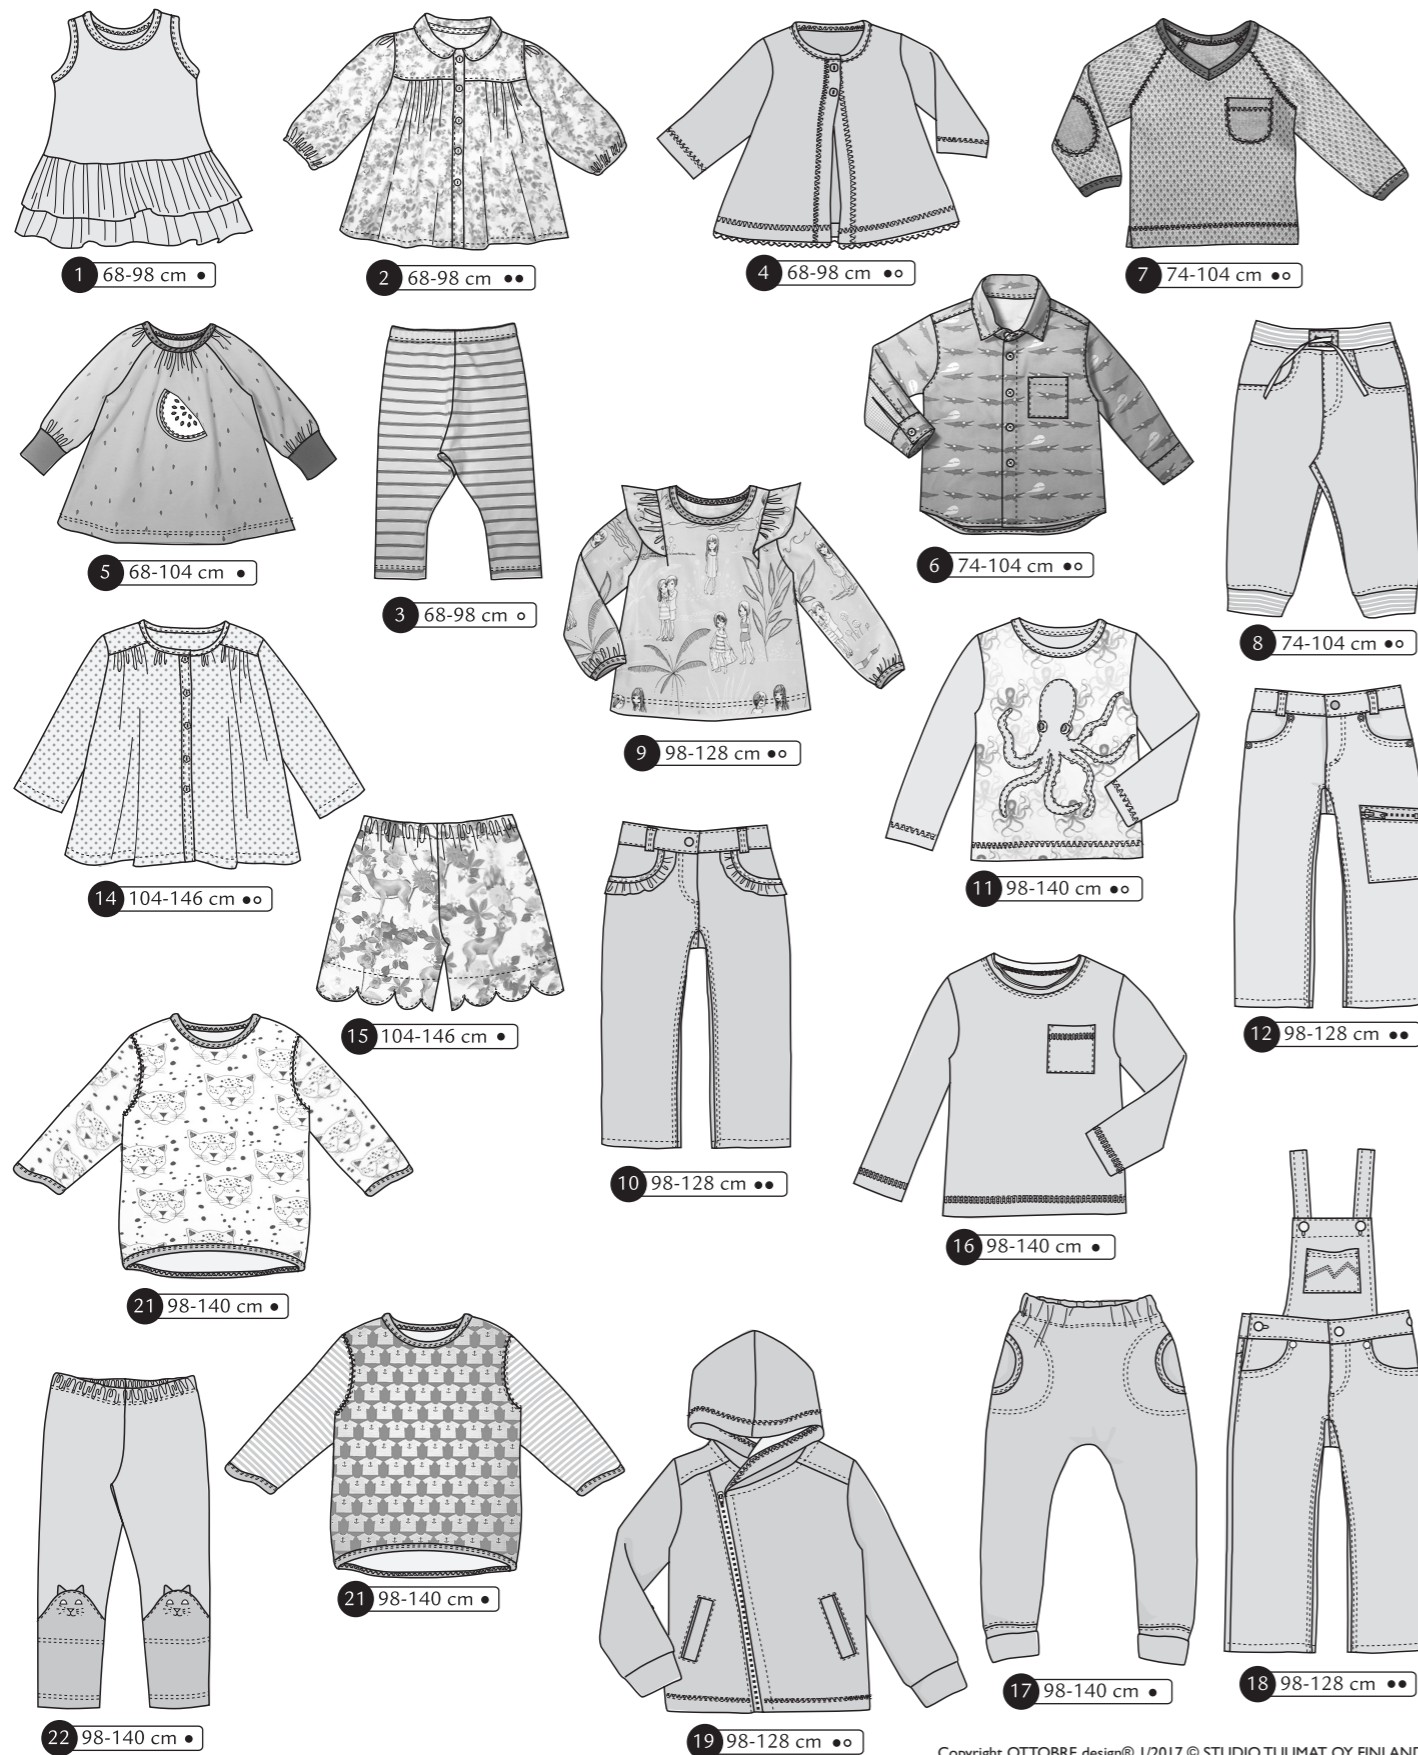 1 68-98 cm ●
2 68-98 cm ●●
4 68-98 cm ●○
7 74-104 cm ●○
5 68-104 cm ●
3 68-98 cm ○
6 74-104 cm ●○
8 74-104 cm ●○
9 98-128 cm ●○
14 104-146 cm ●○
11 98-140 cm ●○
15 104-146 cm ●
12 98-128 cm ●●
10 98-128 cm ●●
16 98-140 cm ●
21 98-140 cm ●
21 98-140 cm ●
17 98-140 cm ●
18 98-128 cm ●●
22 98-140 cm ●
19 98-128 cm ●○
Copyright OTTOBRE design® 1/2017 © STUDIO TUUMAT OY FINLAND